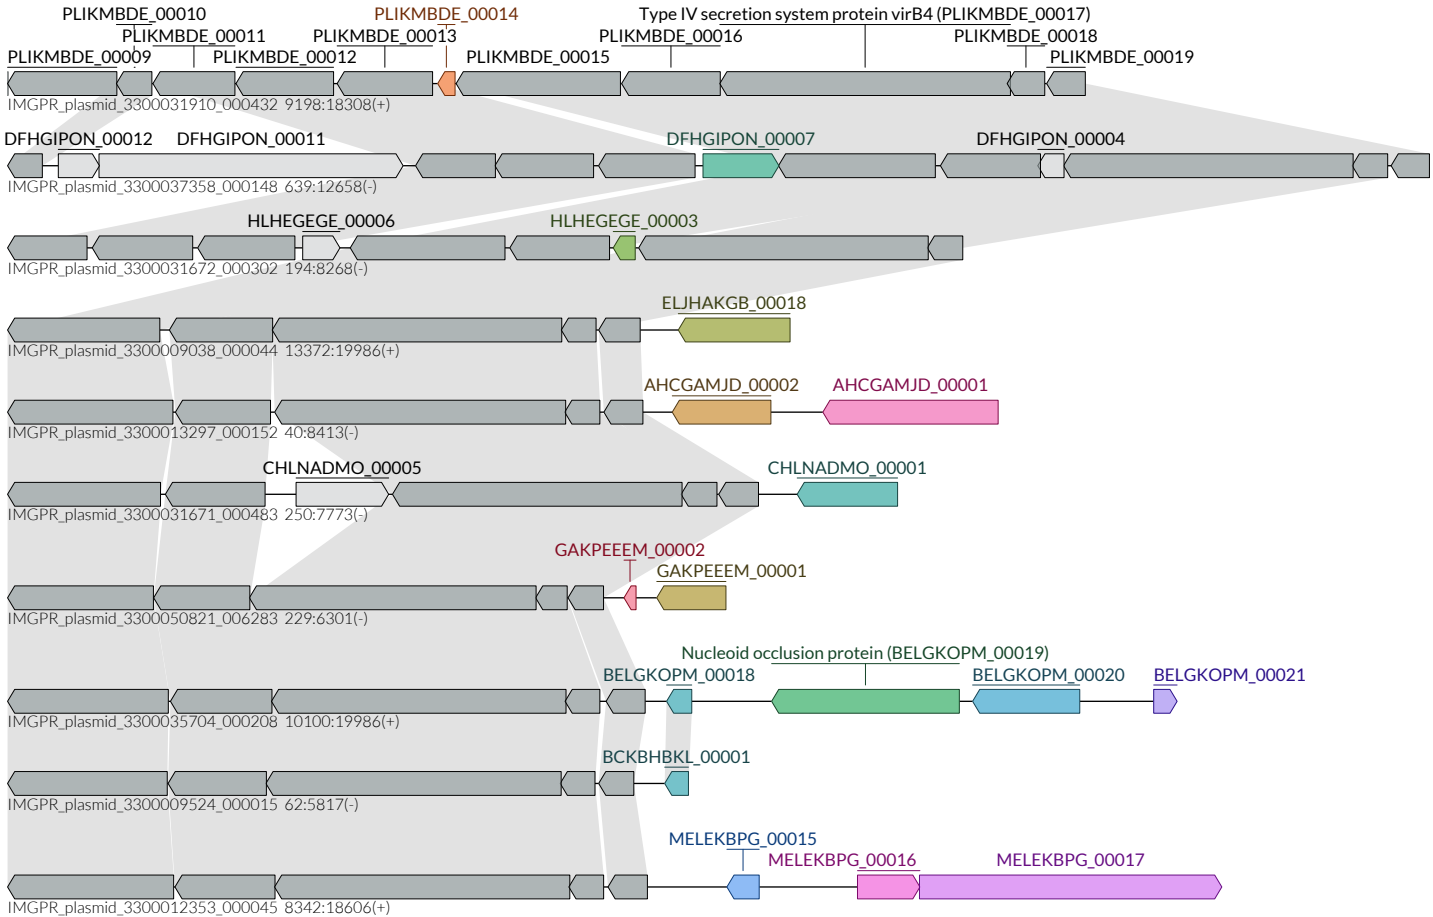 PLIKMBDE_00010 PLIKMBDE_00014 Type IV secretion system protein virB4 (PLIKMBDE_00017)
PLIKMBDE_00011 PLIKMBDE_00013 PLIKMBDE_00016 PLIKMBDE_00018
PLIKMBDE_00009 PLIKMBDE_00012 PLIKMBDE_00015 PLIKMBDE_00019
IMGPR_plasmid_3300031910_000432 9198:18308(+)
DFHGIPON_00012 DFHGIPON_00011 DFHGIPON_00007 DFHGIPON_00004
IMGPR_plasmid_3300037358_000148 639:12658(-)
HLHEGEGE_00006 HLHEGEGE_00003
IMGPR_plasmid_3300031672_000302 194:8268(-)
ELJHAKGB_00018
IMGPR_plasmid_3300009038_000044 13372:19986(+)
AHCGAMJD_00002 AHCGAMJD_00001
IMGPR_plasmid_3300013297_000152 40:8413(-)
CHLNADMO_00005 CHLNADMO_00001
IMGPR_plasmid_3300031671_000483 250:7773(-)
GAKPEEEM_00002
GAKPEEEM_00001
IMGPR_plasmid_3300050821_006283 229:6301(-)
Nucleoid occlusion protein (BELGKOPM_00019)
BELGKOPM_00018 BELGKOPM_00020 BELGKOPM_00021
IMGPR_plasmid_3300035704_000208 10100:19986(+)
BCKBHBKL_00001
IMGPR_plasmid_3300009524_000015 62:5817(-)
MELEKBPG_00015
MELEKBPG_00016 MELEKBPG_00017
IMGPR_plasmid_3300012353_000045 8342:18606(+)